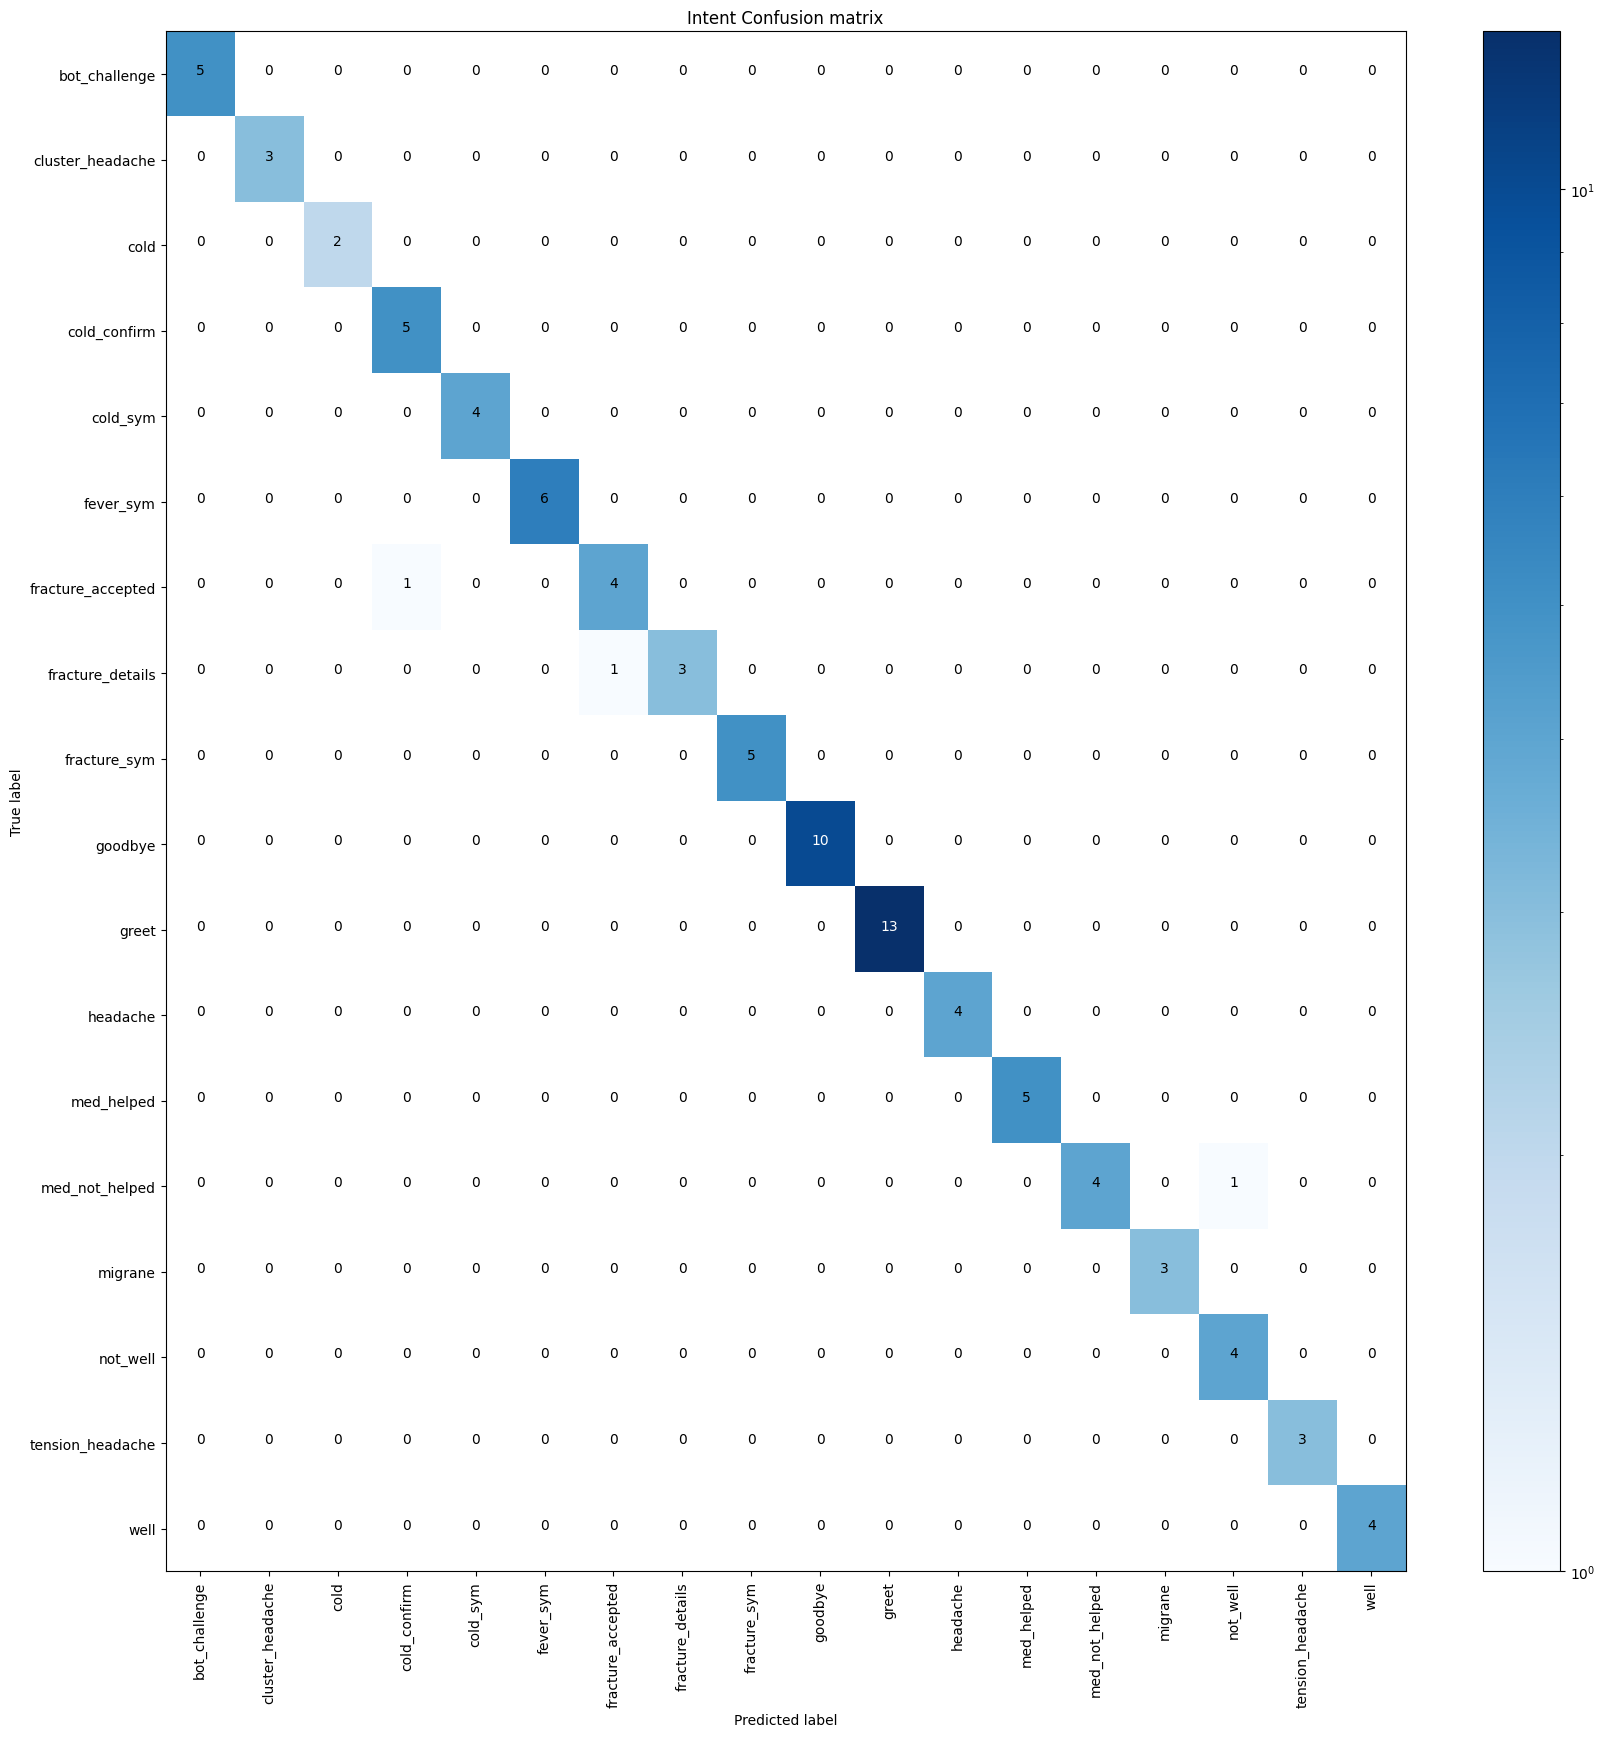 Intent Confusion matrix
bot_challenge 5 0 0 0 0 0 0 0 0 0 0 0 0 0 0 0 0 0
cluster_headache 0 3 0 0 0 0 0 0 0 0 0 0 0 0 0 0 0 0
cold 0 0 2 0 0 0 0 0 0 0 0 0 0 0 0 0 0 0
cold_confirm 0 0 0 5 0 0 0 0 0 0 0 0 0 0 0 0 0 0
cold_sym 0 0 0 0 4 0 0 0 0 0 0 0 0 0 0 0 0 0
fever_sym 0 0 0 0 0 6 0 0 0 0 0 0 0 0 0 0 0 0
fracture_accepted 0 0 0 1 0 0 4 0 0 0 0 0 0 0 0 0 0 0
fracture_details 0 0 0 0 0 0 1 3 0 0 0 0 0 0 0 0 0 0
fracture_sym 0 0 0 0 0 0 0 0 5 0 0 0 0 0 0 0 0 0
goodbye 0 0 0 0 0 0 0 0 0 10 0 0 0 0 0 0 0 0
greet 0 0 0 0 0 0 0 0 0 0 13 0 0 0 0 0 0 0
headache 0 0 0 0 0 0 0 0 0 0 0 4 0 0 0 0 0 0
med_helped 0 0 0 0 0 0 0 0 0 0 0 0 5 0 0 0 0 0
med_not_helped 0 0 0 0 0 0 0 0 0 0 0 0 0 4 0 1 0 0
migrane 0 0 0 0 0 0 0 0 0 0 0 0 0 0 3 0 0 0
not_well 0 0 0 0 0 0 0 0 0 0 0 0 0 0 0 4 0 0
tension_headache 0 0 0 0 0 0 0 0 0 0 0 0 0 0 0 0 3 0
well 0 0 0 0 0 0 0 0 0 0 0 0 0 0 0 0 0 4
True label
bot_challenge
cluster_headache
cold
cold_confirm
cold_sym
fever_sym
fracture_accepted
fracture_details
fracture_sym
goodbye
greet
headache
med_helped
med_not_helped
migrane
not_well
tension_headache
well
Predicted label
10¹
10⁰